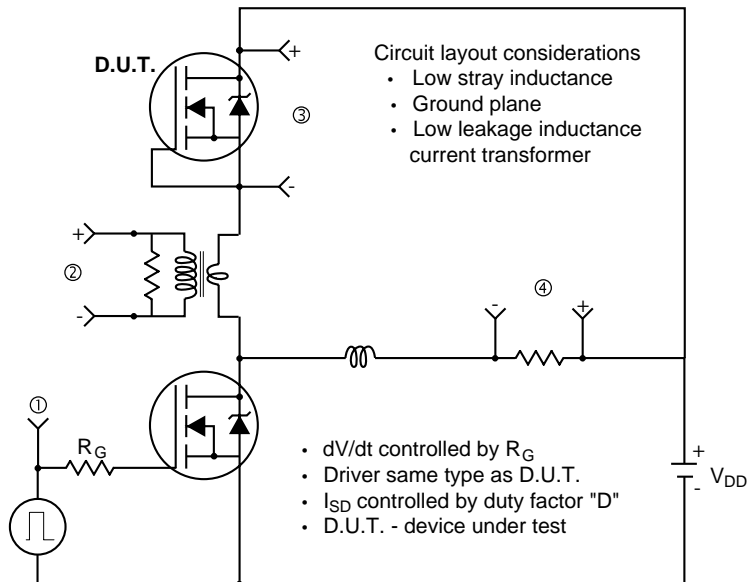 D.U.T.
+
③
-
Circuit layout considerations
• Low stray inductance
• Ground plane
• Low leakage inductance
current transformer
+
②
-
④
-
+
①
R_G
• dV/dt controlled by R_G
• Driver same type as D.U.T.
• I_SD controlled by duty factor "D"
• D.U.T. - device under test
+
-
V_DD